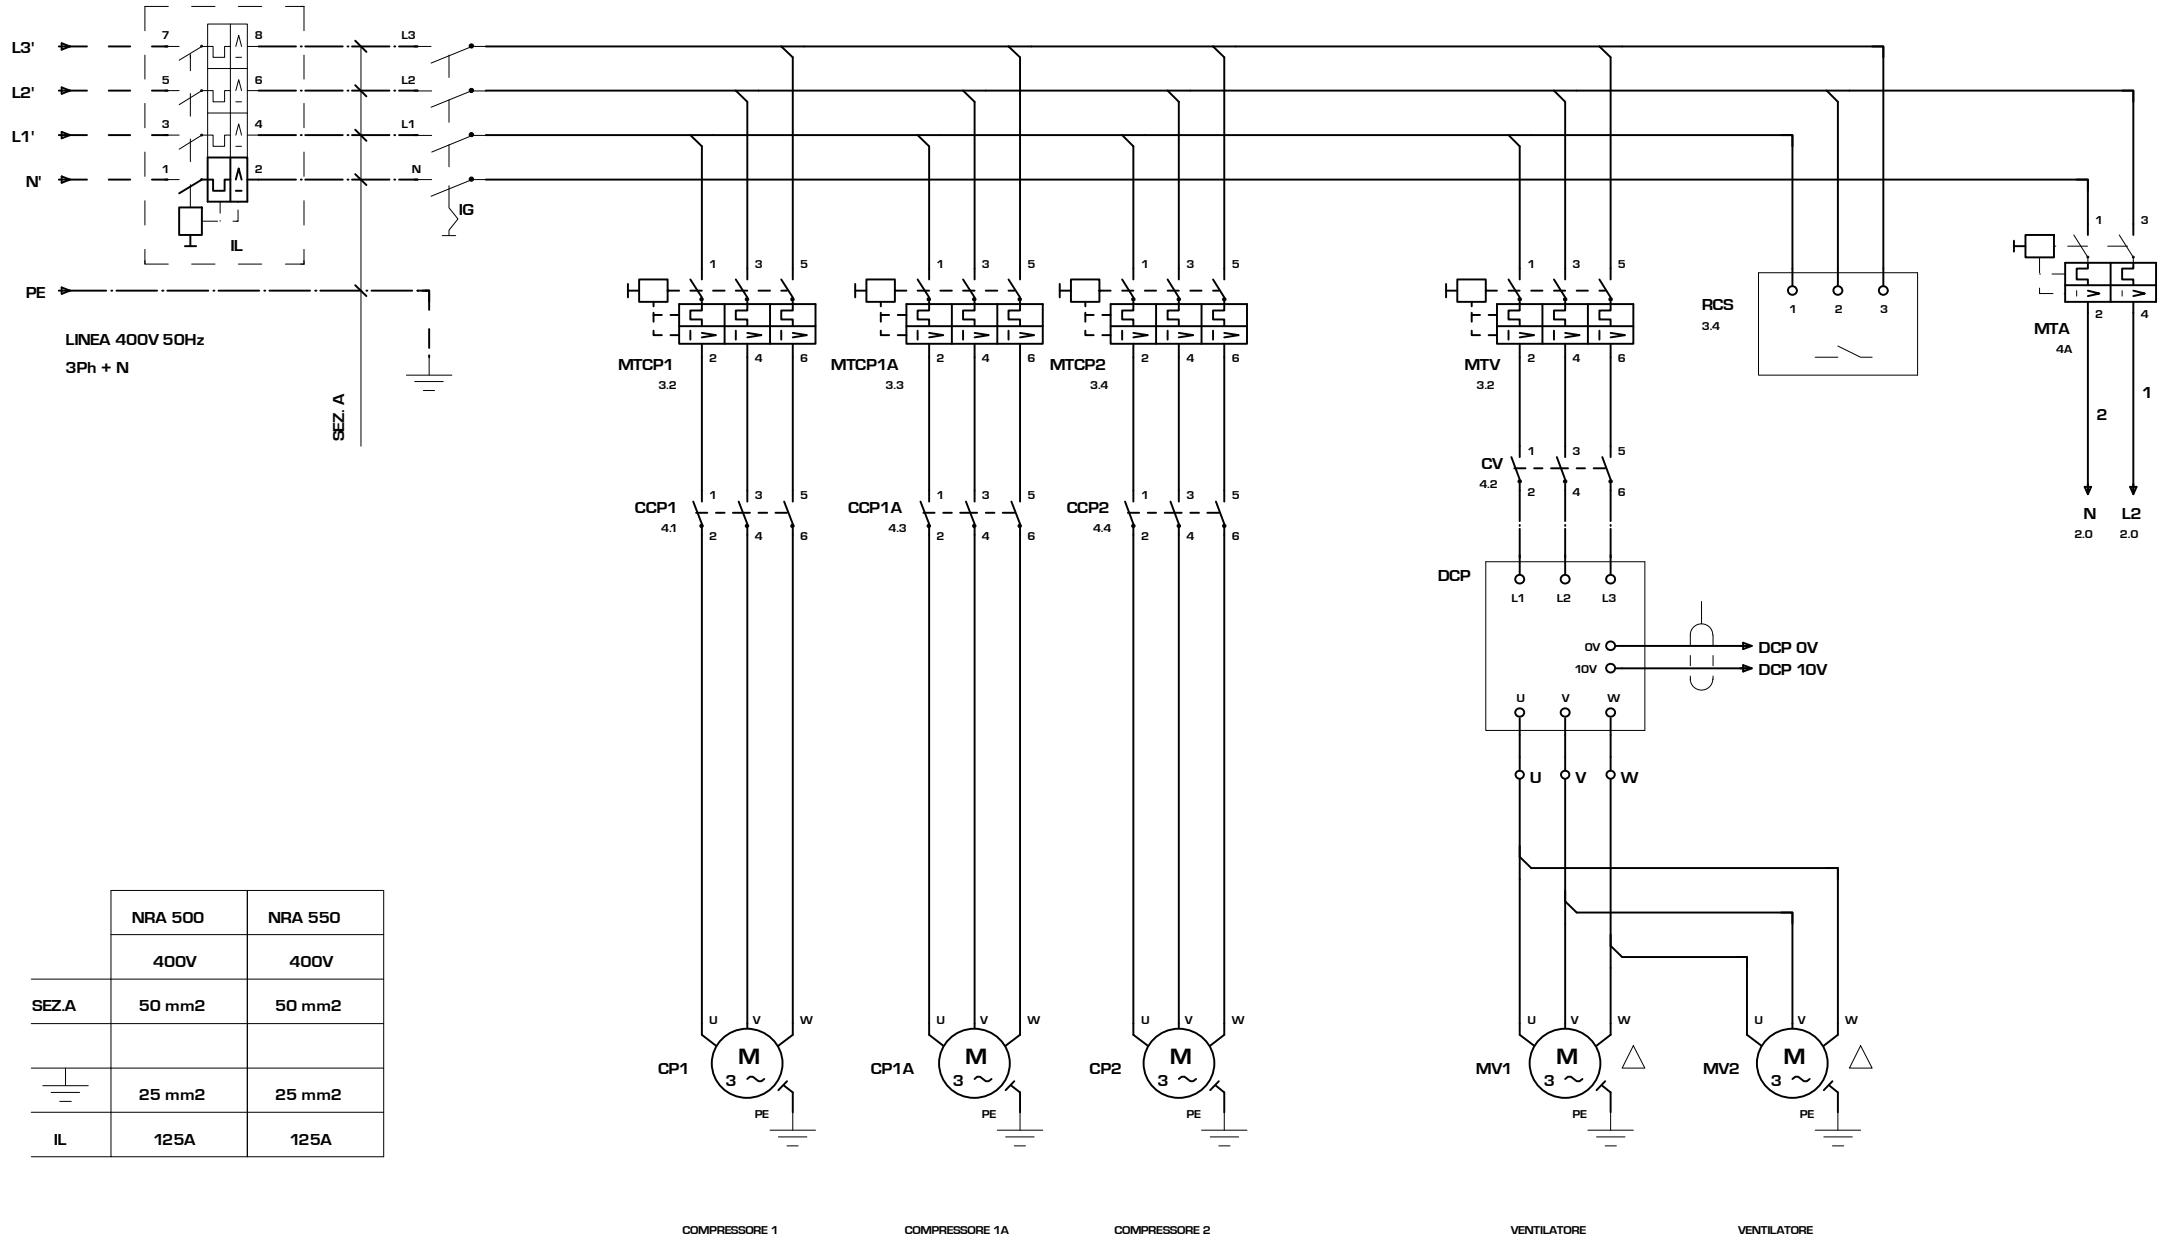 L3' 7 8 L3
L2' 5 6 L2
L1' 3 4 L1
N' 1 2 N
IG
IL
PE
LINEA 400V 50Hz
3Ph + N
SEZ. A
1 3 5
MTCP1
3.2
2 4 6
1 3 5
MTCP1A
3.3
2 4 6
1 3 5
MTCP2
3.4
2 4 6
1 3 5
MTV
3.2
2 4 6
RCS
3.4
1 2 3
1 3
MTA
4A
2 4
2 1
N L2
2.0 2.0
CCP1
4.1
1 3 5
2 4 6
CCP1A
4.3
1 3 5
2 4 6
CCP2
4.4
1 3 5
2 4 6
CV
4.2
1 3 5
2 4 6
DCP
L1 L2 L3
0V DCP 0V
10V DCP 10V
U V W
U V W
NRA 500 NRA 550
400V 400V
SEZ.A 50 mm2 50 mm2
25 mm2 25 mm2
IL 125A 125A
U V W
CP1 M
3 ~
PE
U V W
CP1A M
3 ~
PE
U V W
CP2 M
3 ~
PE
U V W
MV1 M
3 ~
PE
U V W
MV2 M
3 ~
PE
COMPRESSORE 1 COMPRESSORE 1A COMPRESSORE 2 VENTILATORE VENTILATORE